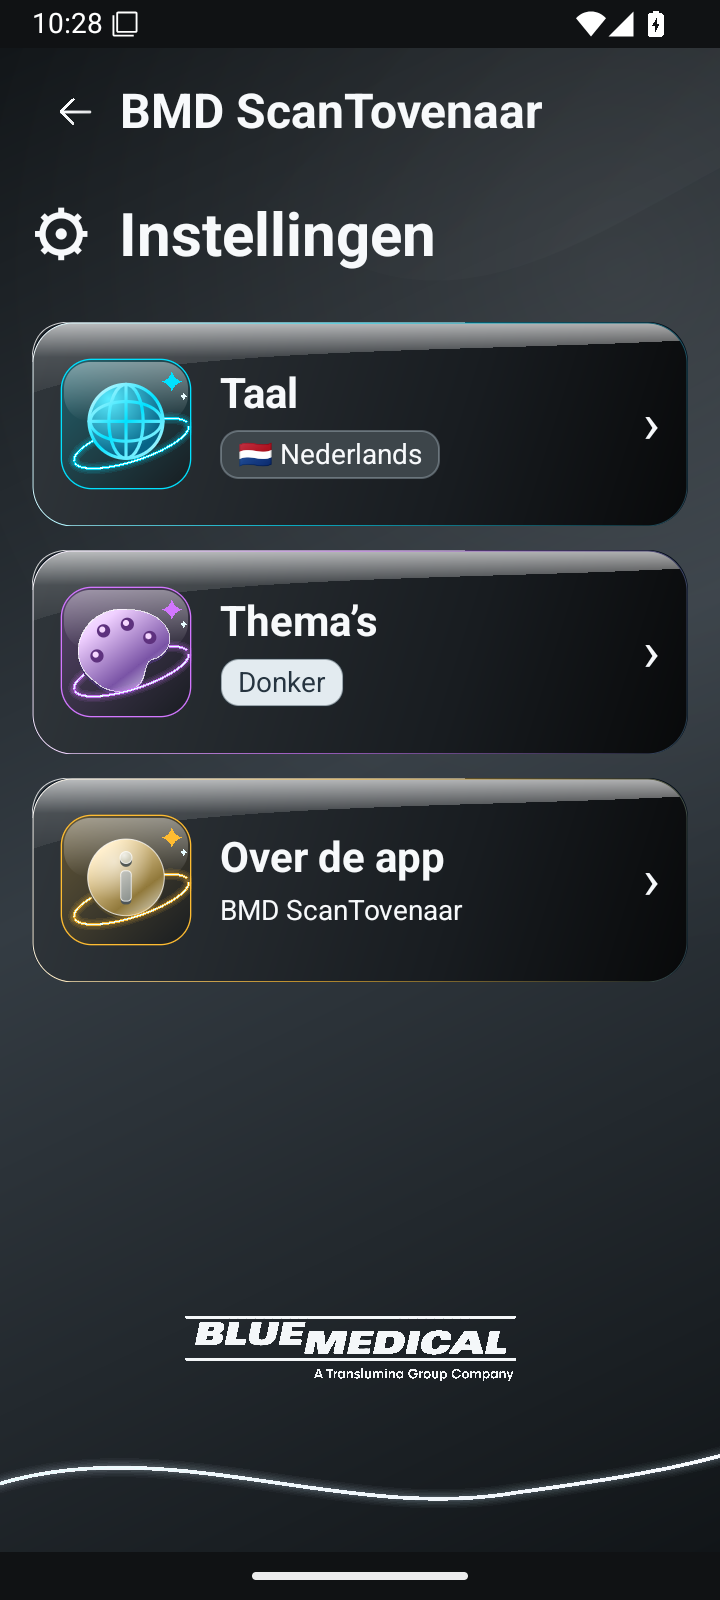 10:28
BMD ScanTovenaar
Instellingen
Taal
🇳🇱 Nederlands
Thema’s
Donker
Over de app
BMD ScanTovenaar
BLUEMEDICAL
A Translumina Group Company